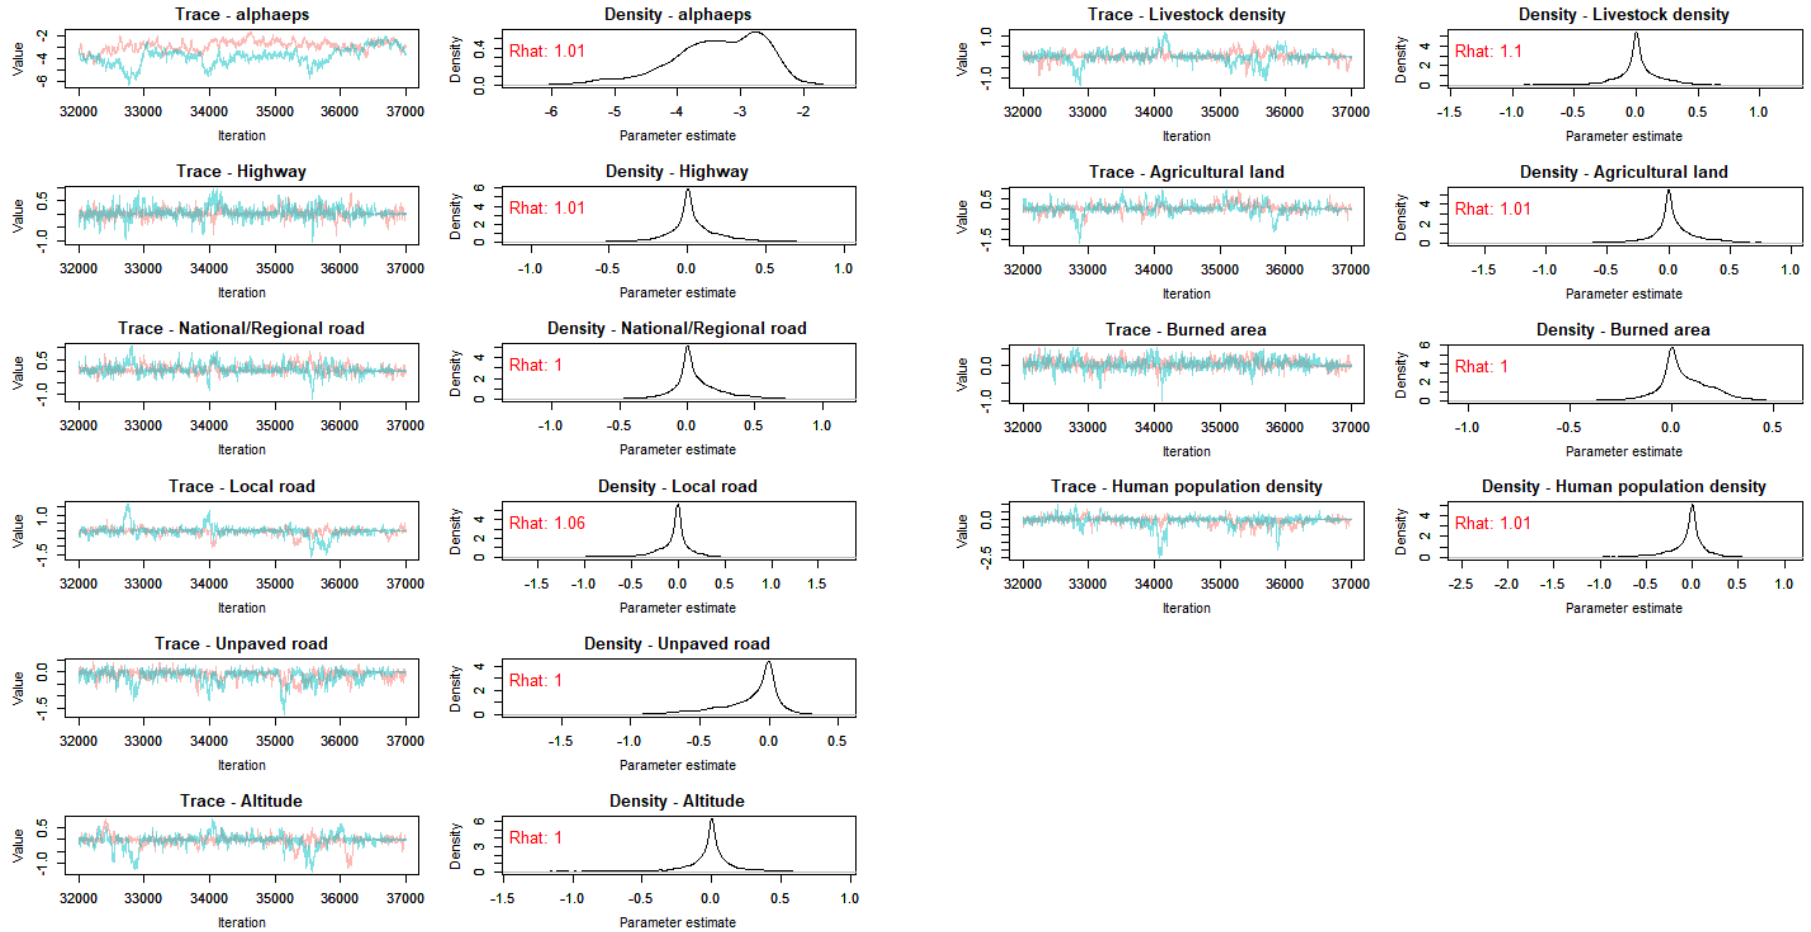 Trace - alphaeps
Value
-2
-4
-6
32000 33000 34000 35000 36000 37000
Iteration
Density - alphaeps
Density
0.4
0.0
Rhat: 1.01
-6 -5 -4 -3 -2
Parameter estimate
Trace - Livestock density
Value
1.0
-1.0
32000 33000 34000 35000 36000 37000
Iteration
Density - Livestock density
Density
4
2
0
Rhat: 1.1
-1.5 -1.0 -0.5 0.0 0.5 1.0
Parameter estimate
Trace - Highway
Value
0.5
-1.0
32000 33000 34000 35000 36000 37000
Iteration
Density - Highway
Density
6
4
2
0
Rhat: 1.01
-1.0 -0.5 0.0 0.5 1.0
Parameter estimate
Trace - Agricultural land
Value
0.5
-1.5
32000 33000 34000 35000 36000 37000
Iteration
Density - Agricultural land
Density
4
2
0
Rhat: 1.01
-1.5 -1.0 -0.5 0.0 0.5 1.0
Parameter estimate
Trace - National/Regional road
Value
0.5
-1.0
32000 33000 34000 35000 36000 37000
Iteration
Density - National/Regional road
Density
4
2
0
Rhat: 1
-1.0 -0.5 0.0 0.5 1.0
Parameter estimate
Trace - Burned area
Value
0.0
-1.0
32000 33000 34000 35000 36000 37000
Iteration
Density - Burned area
Density
6
4
2
0
Rhat: 1
-1.0 -0.5 0.0 0.5
Parameter estimate
Trace - Local road
Value
1.0
-1.5
32000 33000 34000 35000 36000 37000
Iteration
Density - Local road
Density
4
2
0
Rhat: 1.06
-1.5 -1.0 -0.5 0.0 0.5 1.0 1.5
Parameter estimate
Trace - Human population density
Value
0.0
-2.5
32000 33000 34000 35000 36000 37000
Iteration
Density - Human population density
Density
4
2
0
Rhat: 1.01
-2.5 -2.0 -1.5 -1.0 -0.5 0.0 0.5 1.0
Parameter estimate
Trace - Unpaved road
Value
0.0
-1.5
32000 33000 34000 35000 36000 37000
Iteration
Density - Unpaved road
Density
4
2
0
Rhat: 1
-1.5 -1.0 -0.5 0.0 0.5
Parameter estimate
Trace - Altitude
Value
0.5
-1.0
32000 33000 34000 35000 36000 37000
Iteration
Density - Altitude
Density
6
3
0
Rhat: 1
-1.5 -1.0 -0.5 0.0 0.5 1.0
Parameter estimate